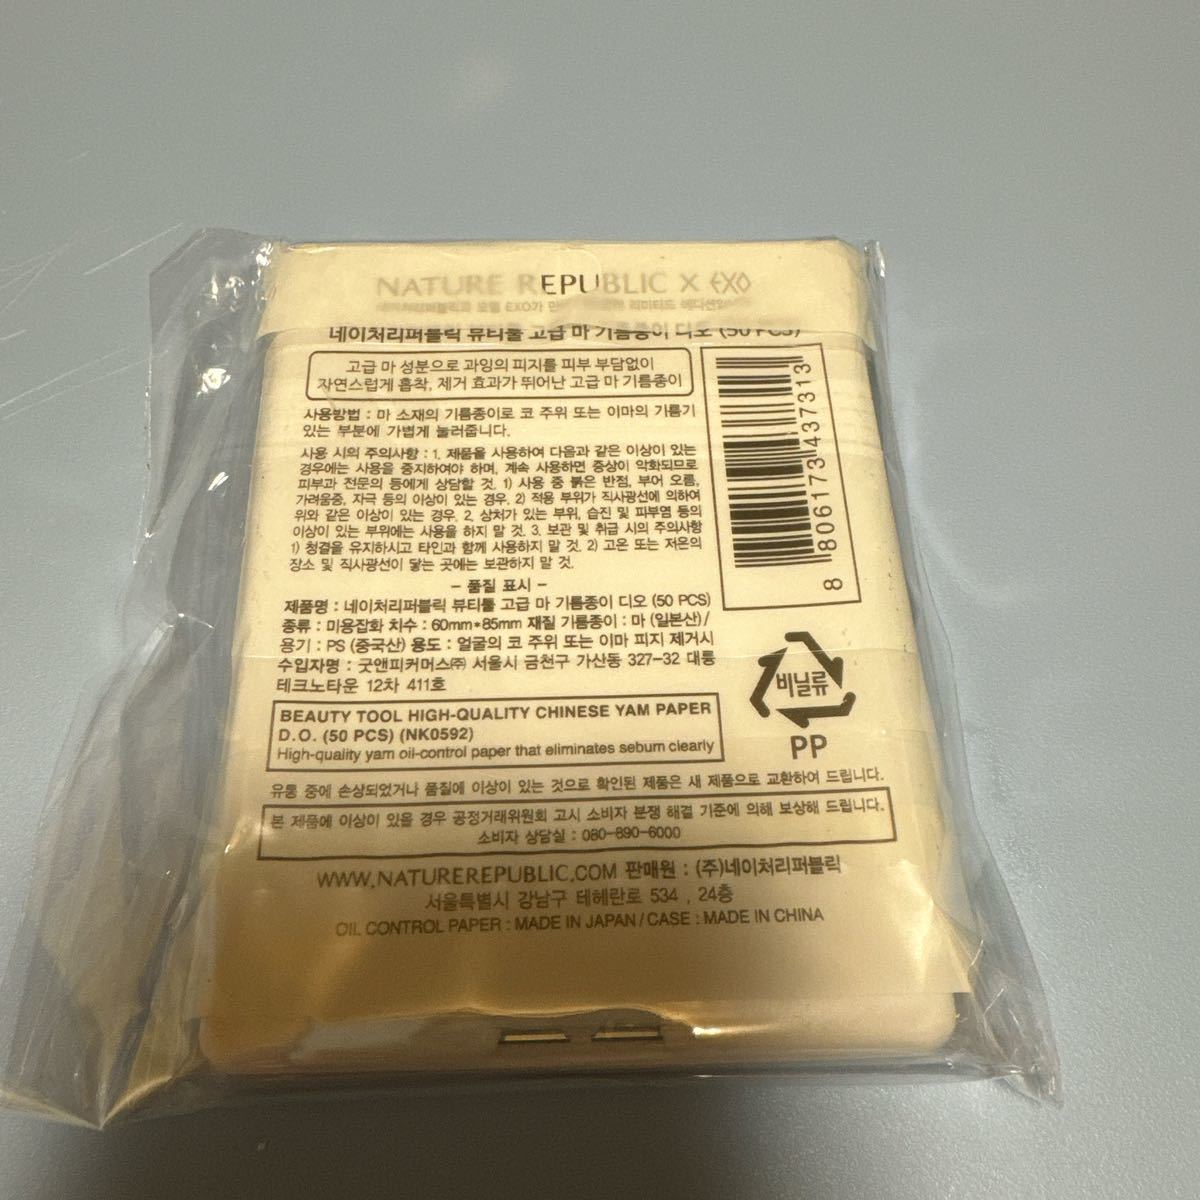 NATURE REPUBLIC X EXO
리미티드 에디션입
네이처리퍼블릭 뷰티툴 고급 마 기름종이 디오 (50 PCS)
고급 마 성분으로 과잉의 피지를 피부 부담없이
자연스럽게 흡착, 제거 효과가 뛰어난 고급 마 기름종이
사용방법 : 마 소재의 기름종이로 코 주위 또는 이마의 기름기
있는 부분에 가볍게 눌러줍니다.
사용 시의 주의사항 : 1. 제품을 사용하여 다음과 같은 이상이 있는
경우에는 사용을 중지하여야 하며, 계속 사용하면 증상이 악화되므로
피부과 전문의 등에게 상담할 것. 1) 사용 중 붉은 반점, 부어 오름,
가려움증, 자극 등의 이상이 있는 경우. 2) 적용 부위가 직사광선에 의하여
위와 같은 이상이 있는 경우. 2. 상처가 있는 부위, 습진 및 피부염 등의
이상이 있는 부위에는 사용을 하지 말 것. 3. 보관 및 취급 시의 주의사항
1) 청결을 유지하시고 타인과 함께 사용하지 말 것. 2) 고온 또는 저온의
장소 및 직사광선이 닿는 곳에는 보관하지 말 것.
8 806173 437313
- 품질 표시 -
제품명 : 네이처리퍼블릭 뷰티툴 고급 마 기름종이 디오 (50 PCS)
종류 : 미용잡화 치수 : 60mm*85mm 재질 기름종이 : 마 (일본산)/
용기 : PS (중국산) 용도 : 얼굴의 코 주위 또는 이마 피지 제거시
수입자명 : 굿앤피커머스㈜ 서울시 금천구 가산동 327-32 대륭
테크노타운 12차 411호
비닐류
PP
BEAUTY TOOL HIGH-QUALITY CHINESE YAM PAPER
D.O. (50 PCS) (NK0592)
High-quality yam oil-control paper that eliminates sebum clearly
유통 중에 손상되었거나 품질에 이상이 있는 것으로 확인된 제품은 새 제품으로 교환하여 드립니다.
본 제품에 이상이 있을 경우 공정거래위원회 고시 소비자 분쟁 해결 기준에 의해 보상해 드립니다.
소비자 상담실 : 080-890-6000
WWW.NATUREREPUBLIC.COM 판매원 : (주)네이처리퍼블릭
서울특별시 강남구 테헤란로 534 , 24층
OIL CONTROL PAPER : MADE IN JAPAN / CASE : MADE IN CHINA